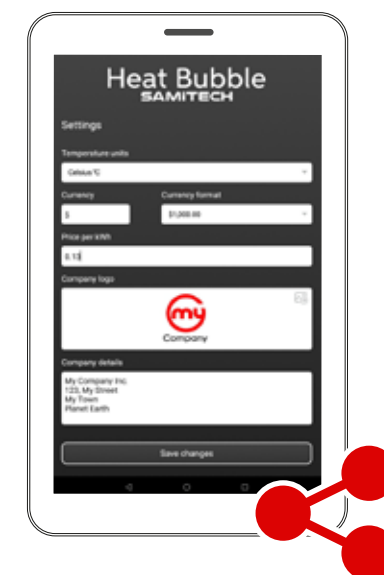 Heat Bubble
SAMITECH
Settings
Temperature units
Celsius °C
Currency
Currency format
$
$1,000.00
Price per kWh
0.13
Company logo
my
Company
Company details
My Company Inc.
123, My Street
My Town
Planet Earth
Save changes